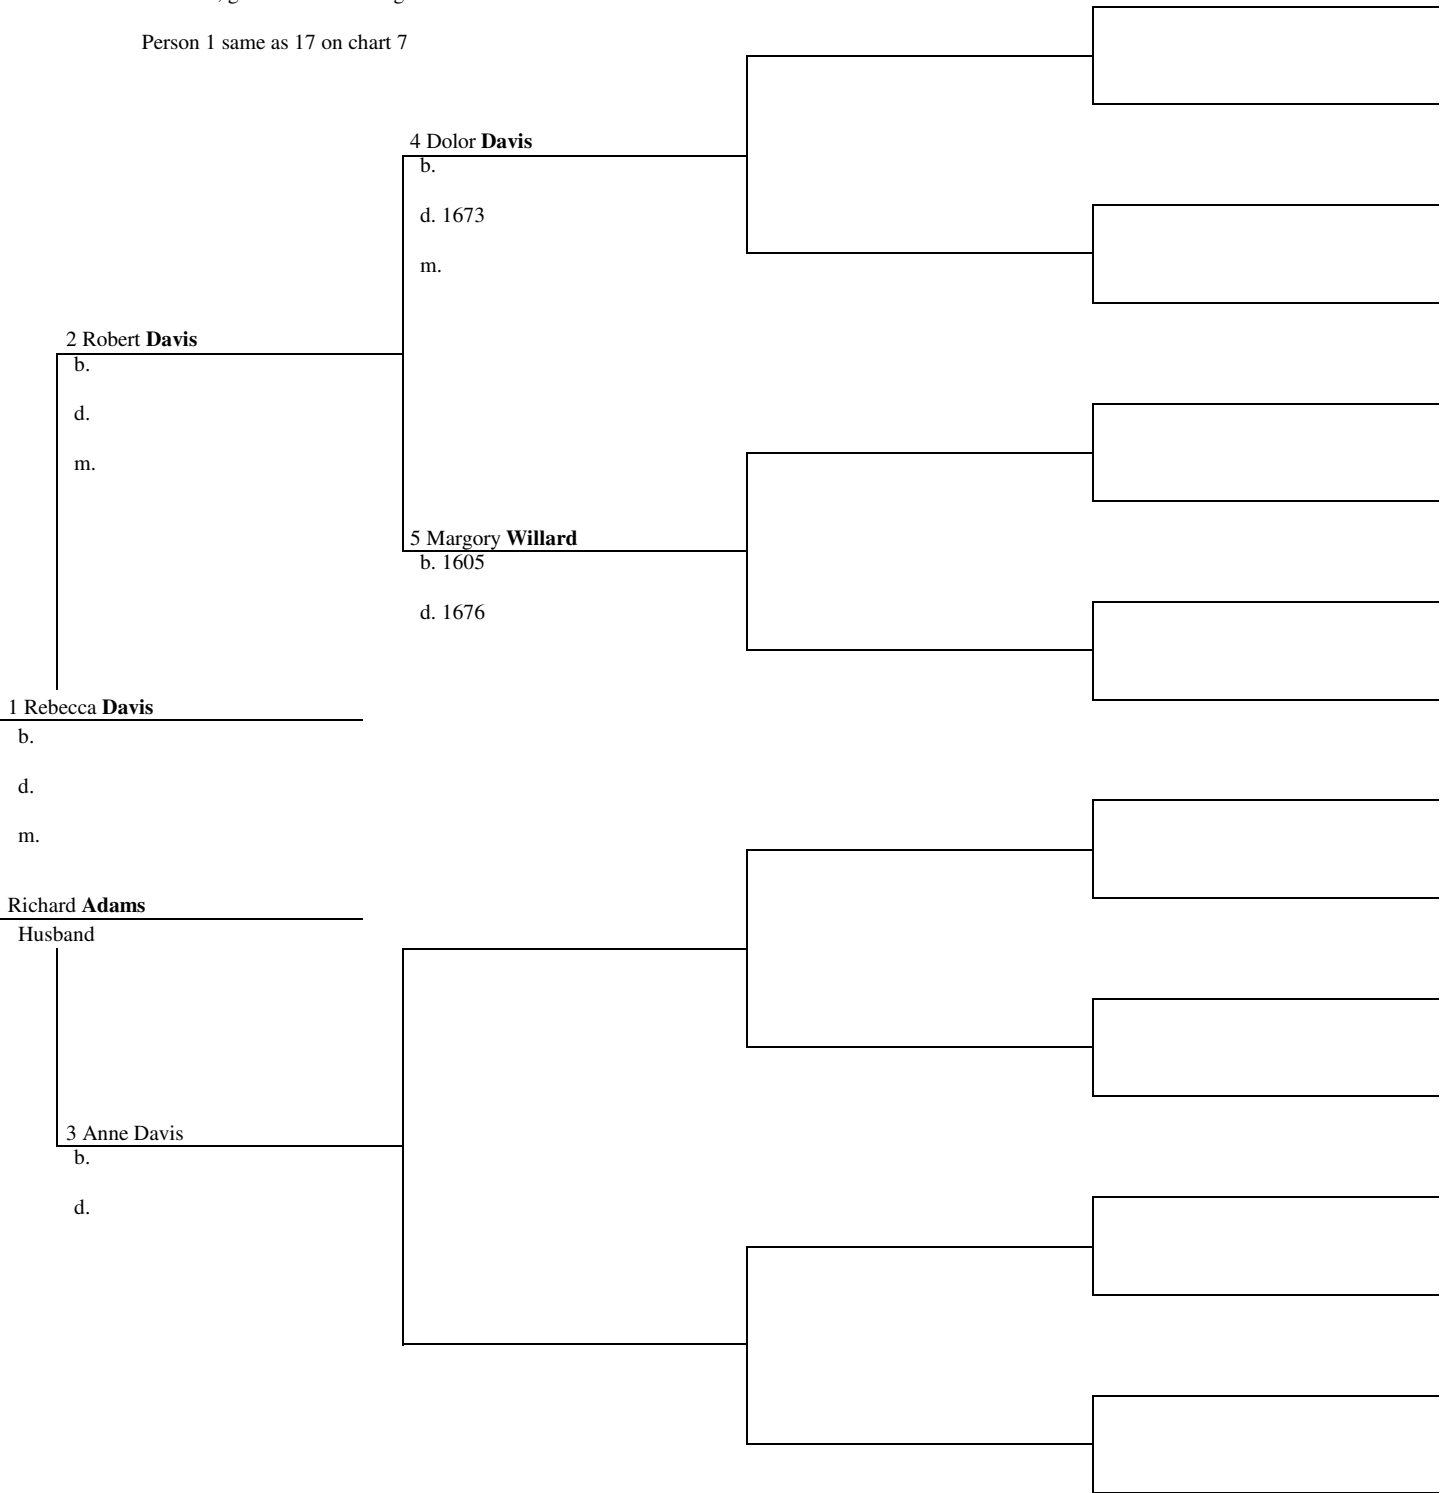 Person 1 same as 17 on chart 7
4 Dolor Davis
b.
d. 1673
m.
2 Robert Davis
b.
d.
m.
5 Margory Willard
b. 1605
d. 1676
1 Rebecca Davis
b.
d.
m.
Richard Adams
Husband
3 Anne Davis
b.
d.